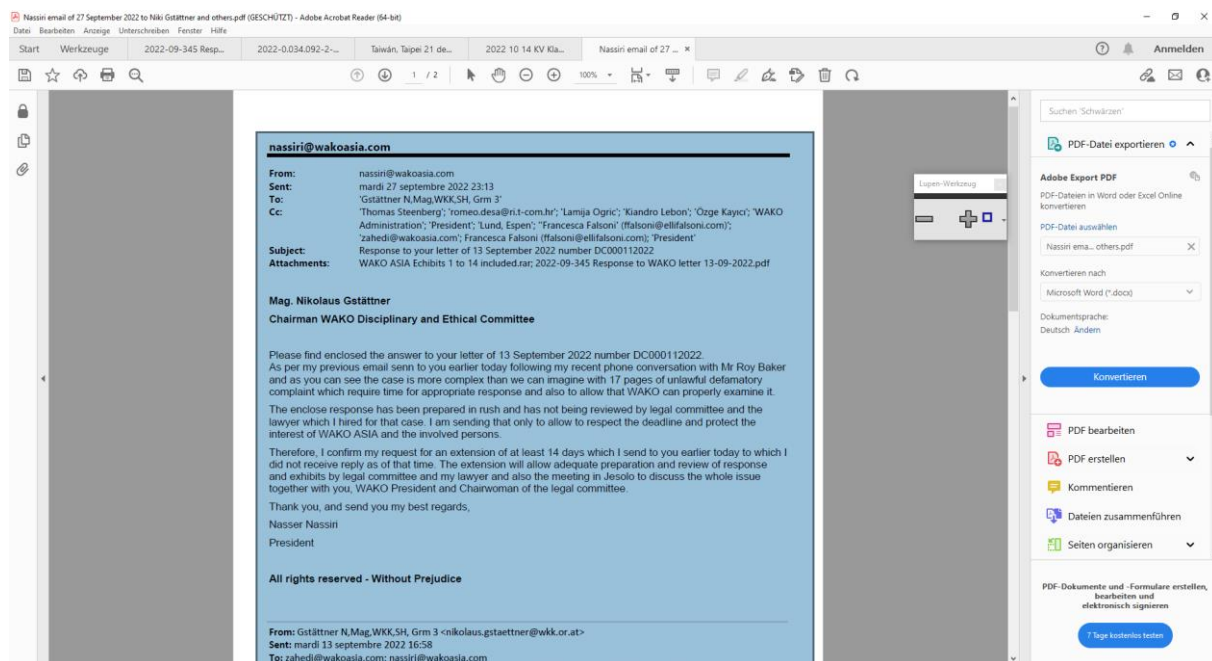 Nassiri email of 27 September 2022 to Niki Gstättner and others.pdf (GESCHÜTZT) - Adobe Acrobat Reader (64-bit)
Datei Bearbeiten Anzeige Unterschreiben Fenster Hilfe
Start Werkzeuge 2022-09-345 Resp... 2022-0.034.092-2-... Taiwán, Taipei 21 de... 2022 10 14 KV Kla... Nassiri email of 27 ... × Anmelden
1 / 2 100%
nassiri@wakoasia.com
From: nassiri@wakoasia.com
Sent: mardi 27 septembre 2022 23:13
To: 'Gstättner N,Mag,WKK,SH, Grm 3'
Cc: 'Thomas Steenberg'; 'romeo.desa@ri.t-com.hr'; 'Lamija Ogric'; 'Kiandro Lebon'; 'Özge Kayıcı'; 'WAKO
Administration'; 'President'; 'Lund, Espen'; ''Francesca Falsoni' (ffalsoni@ellifalsoni.com)';
'zahedi@wakoasia.com'; Francesca Falsoni (ffalsoni@ellifalsoni.com); 'President'
Subject: Response to your letter of 13 September 2022 number DC000112022
Attachments: WAKO ASIA Echibits 1 to 14 included.rar; 2022-09-345 Response to WAKO letter 13-09-2022.pdf
Mag. Nikolaus Gstättner
Chairman WAKO Disciplinary and Ethical Committee
Please find enclosed the answer to your letter of 13 September 2022 number DC000112022.
As per my previous email senn to you earlier today following my recent phone conversation with Mr Roy Baker
and as you can see the case is more complex than we can imagine with 17 pages of unlawful defamatory
complaint which require time for appropriate response and also to allow that WAKO can properly examine it.
The enclose response has been prepared in rush and has not being reviewed by legal committee and the
lawyer which I hired for that case. I am sending that only to allow to respect the deadline and protect the
interest of WAKO ASIA and the involved persons.
Therefore, I confirm my request for an extension of at least 14 days which I send to you earlier today to which I
did not receive reply as of that time. The extension will allow adequate preparation and review of response
and exhibits by legal committee and my lawyer and also the meeting in Jesolo to discuss the whole issue
together with you, WAKO President and Chairwoman of the legal committee.
Thank you, and send you my best regards,
Nasser Nassiri
President
All rights reserved - Without Prejudice
From: Gstättner N,Mag,WKK,SH, Grm 3 <nikolaus.gstaettner@wkk.or.at>
Sent: mardi 13 septembre 2022 16:58
To: zahedi@wakoasia.com; nassiri@wakoasia.com
Lupen-Werkzeug
Suchen 'Schwärzen'
PDF-Datei exportieren
Adobe Export PDF
PDF-Dateien in Word oder Excel Online
konvertieren
PDF-Datei auswählen
Nassiri ema... others.pdf ×
Konvertieren nach
Microsoft Word (*.docx)
Dokumentsprache:
Deutsch Ändern
Konvertieren
PDF bearbeiten
PDF erstellen
Kommentieren
Dateien zusammenführen
Seiten organisieren
PDF-Dokumente und -Formulare erstellen,
bearbeiten und
elektronisch signieren
7 Tage kostenlos testen